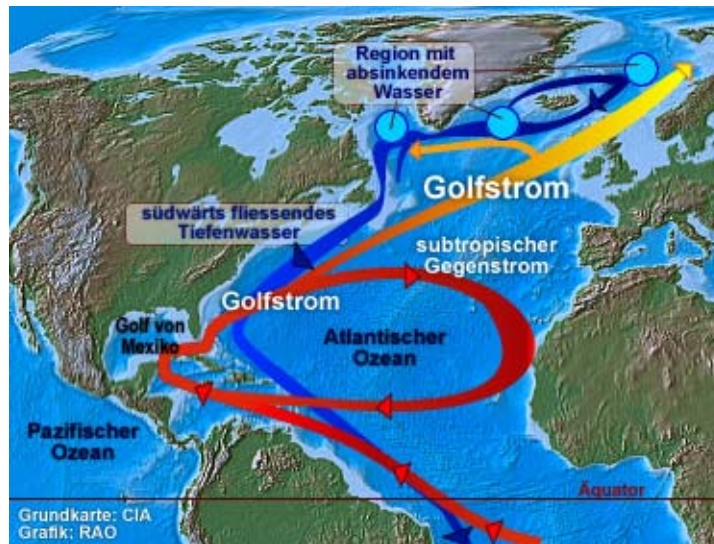 Region mit
absinkendem
Wasser
Golfstrom
südwärts fliessendes
Tiefenwasser
subtropischer
Gegenstrom
Golfstrom
Golf von
Mexiko
Atlantischer
Ozean
Pazifischer
Ozean
Äquator
Grundkarte: CIA
Grafik: RAO